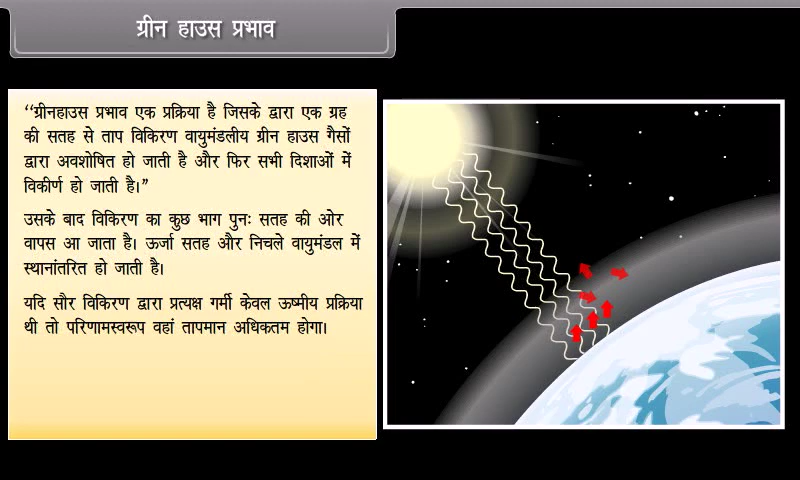 ग्रीन हाउस प्रभाव
‘‘ग्रीनहाउस प्रभाव एक प्रक्रिया है जिसके द्वारा एक ग्रह
की सतह से ताप विकिरण वायुमंडलीय ग्रीन हाउस गैसों
द्वारा अवशोषित हो जाती है और फिर सभी दिशाओं में
विकीर्ण हो जाती है।”
उसके बाद विकिरण का कुछ भाग पुनः सतह की ओर
वापस आ जाता है। ऊर्जा सतह और निचले वायुमंडल में
स्थानांतरित हो जाती है।
यदि सौर विकिरण द्वारा प्रत्यक्ष गर्मी केवल ऊष्मीय प्रक्रिया
थी तो परिणामस्वरूप वहां तापमान अधिकतम होगा।